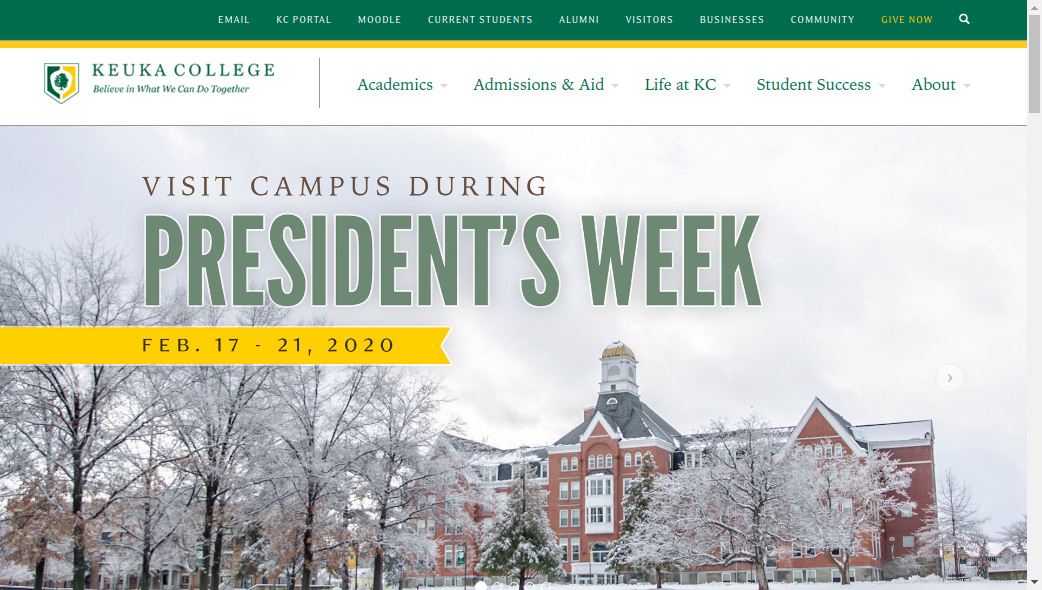 EMAIL KC PORTAL MOODLE CURRENT STUDENTS ALUMNI VISITORS BUSINESSES COMMUNITY GIVE NOW
KEUKA COLLEGE
Believe in What We Can Do Together
Academics Admissions & Aid Life at KC Student Success About
VISIT CAMPUS DURING
PRESIDENT'S WEEK
FEB. 17 - 21, 2020